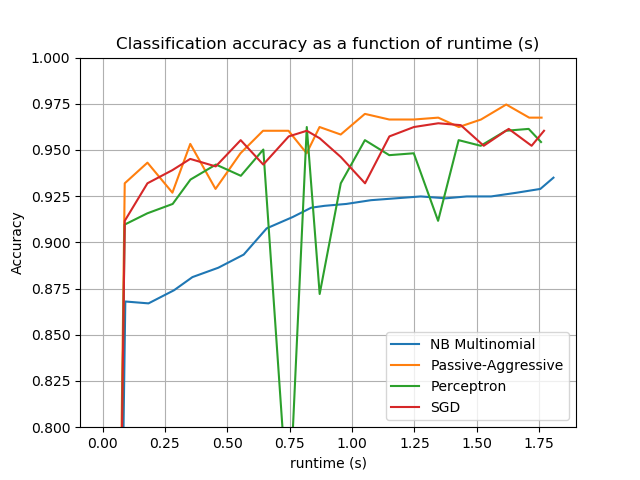 Classification accuracy as a function of runtime (s)
1.000
0.975
0.950
0.925
0.900
0.875
0.850
0.825
0.800
Accuracy
NB Multinomial
Passive-Aggressive
Perceptron
SGD
0.00 0.25 0.50 0.75 1.00 1.25 1.50 1.75
runtime (s)